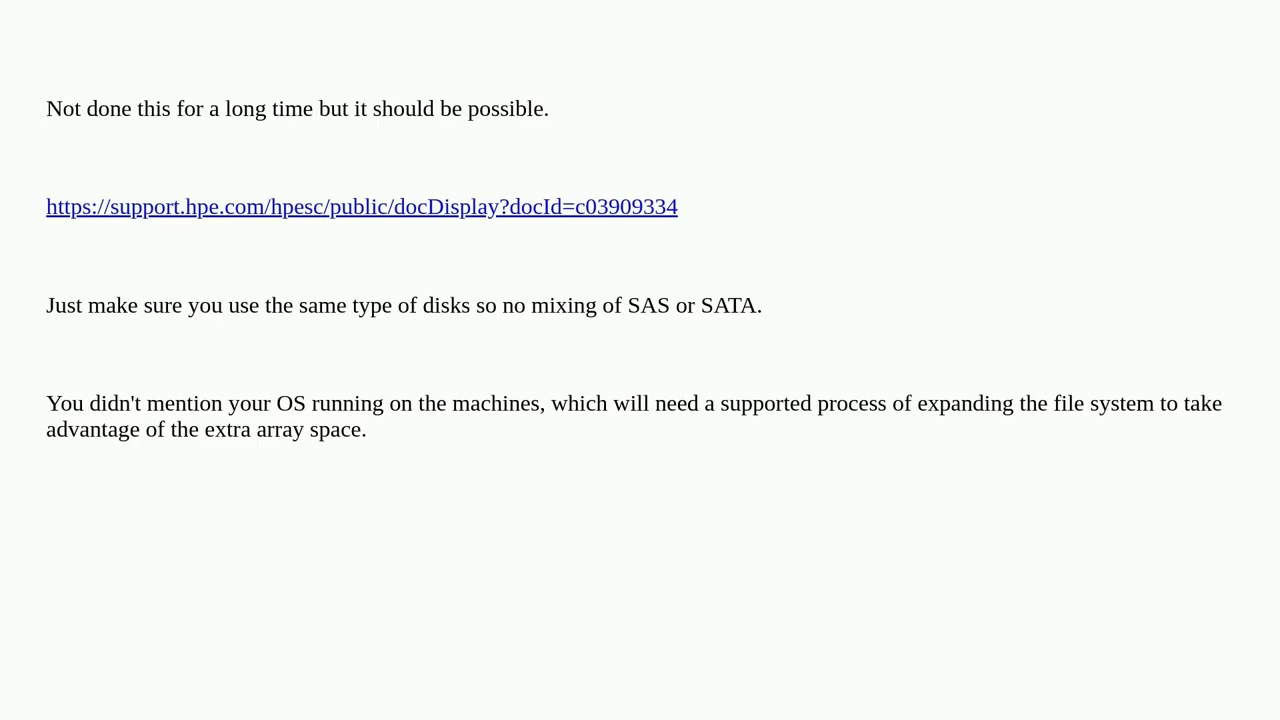 Not done this for a long time but it should be possible.
https://support.hpe.com/hpesc/public/docDisplay?docId=c03909334
Just make sure you use the same type of disks so no mixing of SAS or SATA.
You didn't mention your OS running on the machines, which will need a supported process of expanding the file system to take
advantage of the extra array space.